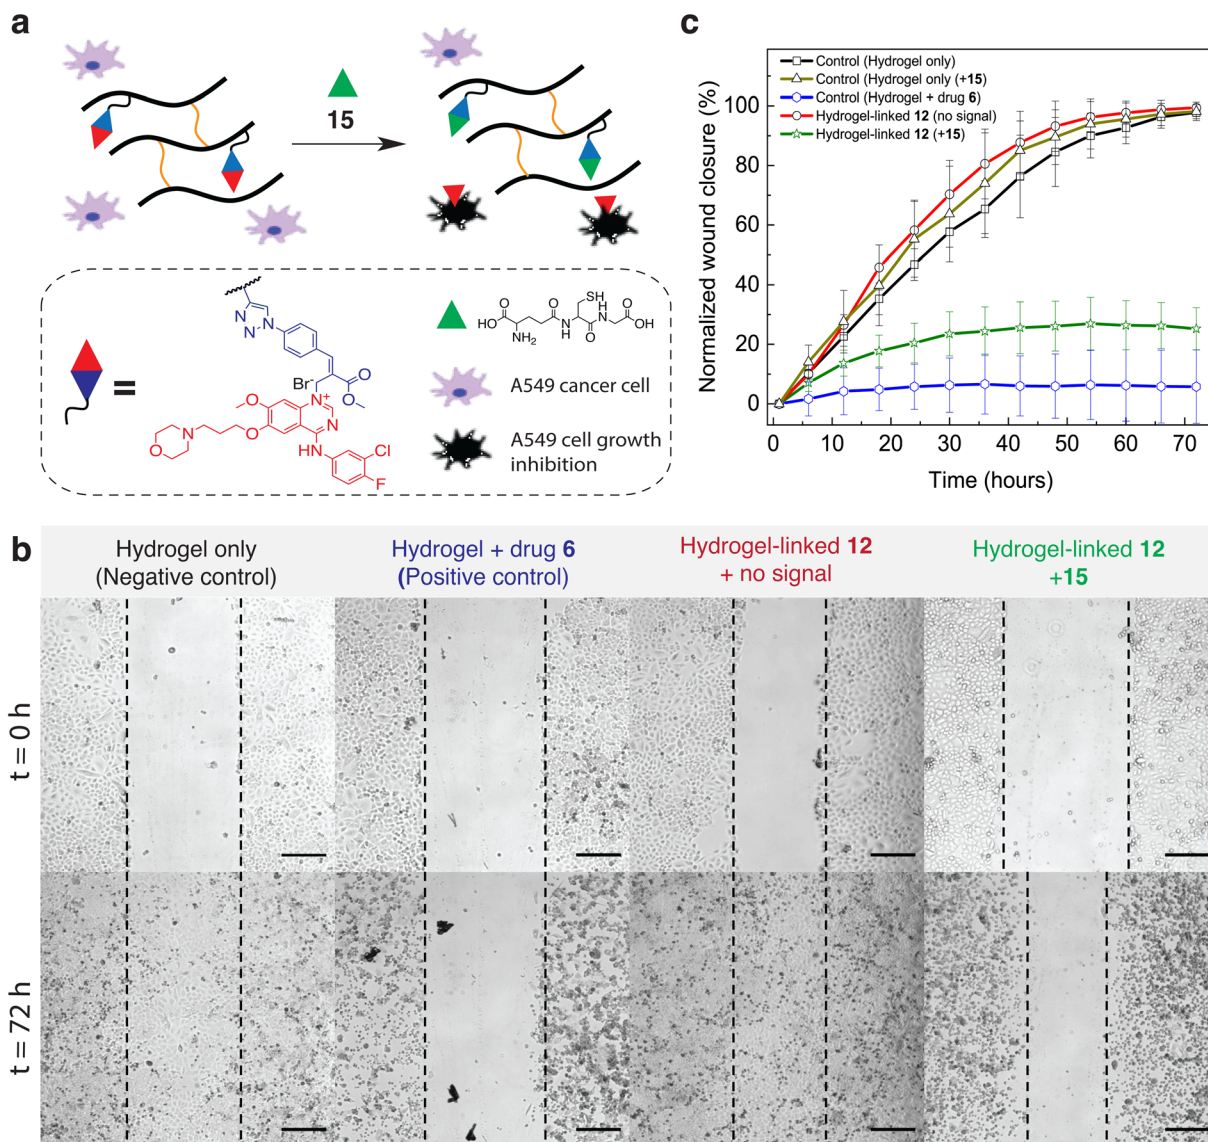 a
15
N
N
N
Br
O
O
N+
N
O
O
N
O
HN
Cl
F
O
HO
NH2
O
N
H
SH
O
H
N
O
OH
A549 cancer cell
A549 cell growth
inhibition
=
c
Control (Hydrogel only)
Control (Hydrogel only (+15)
Control (Hydrogel + drug 6)
Hydrogel-linked 12 (no signal)
Hydrogel-linked 12 (+15)
Normalized wound closure (%)
100
80
60
40
20
0
0 10 20 30 40 50 60 70
Time (hours)
b
Hydrogel only
(Negative control)
Hydrogel + drug 6
(Positive control)
Hydrogel-linked 12
+ no signal
Hydrogel-linked 12
+15
t = 0 h
t = 72 h